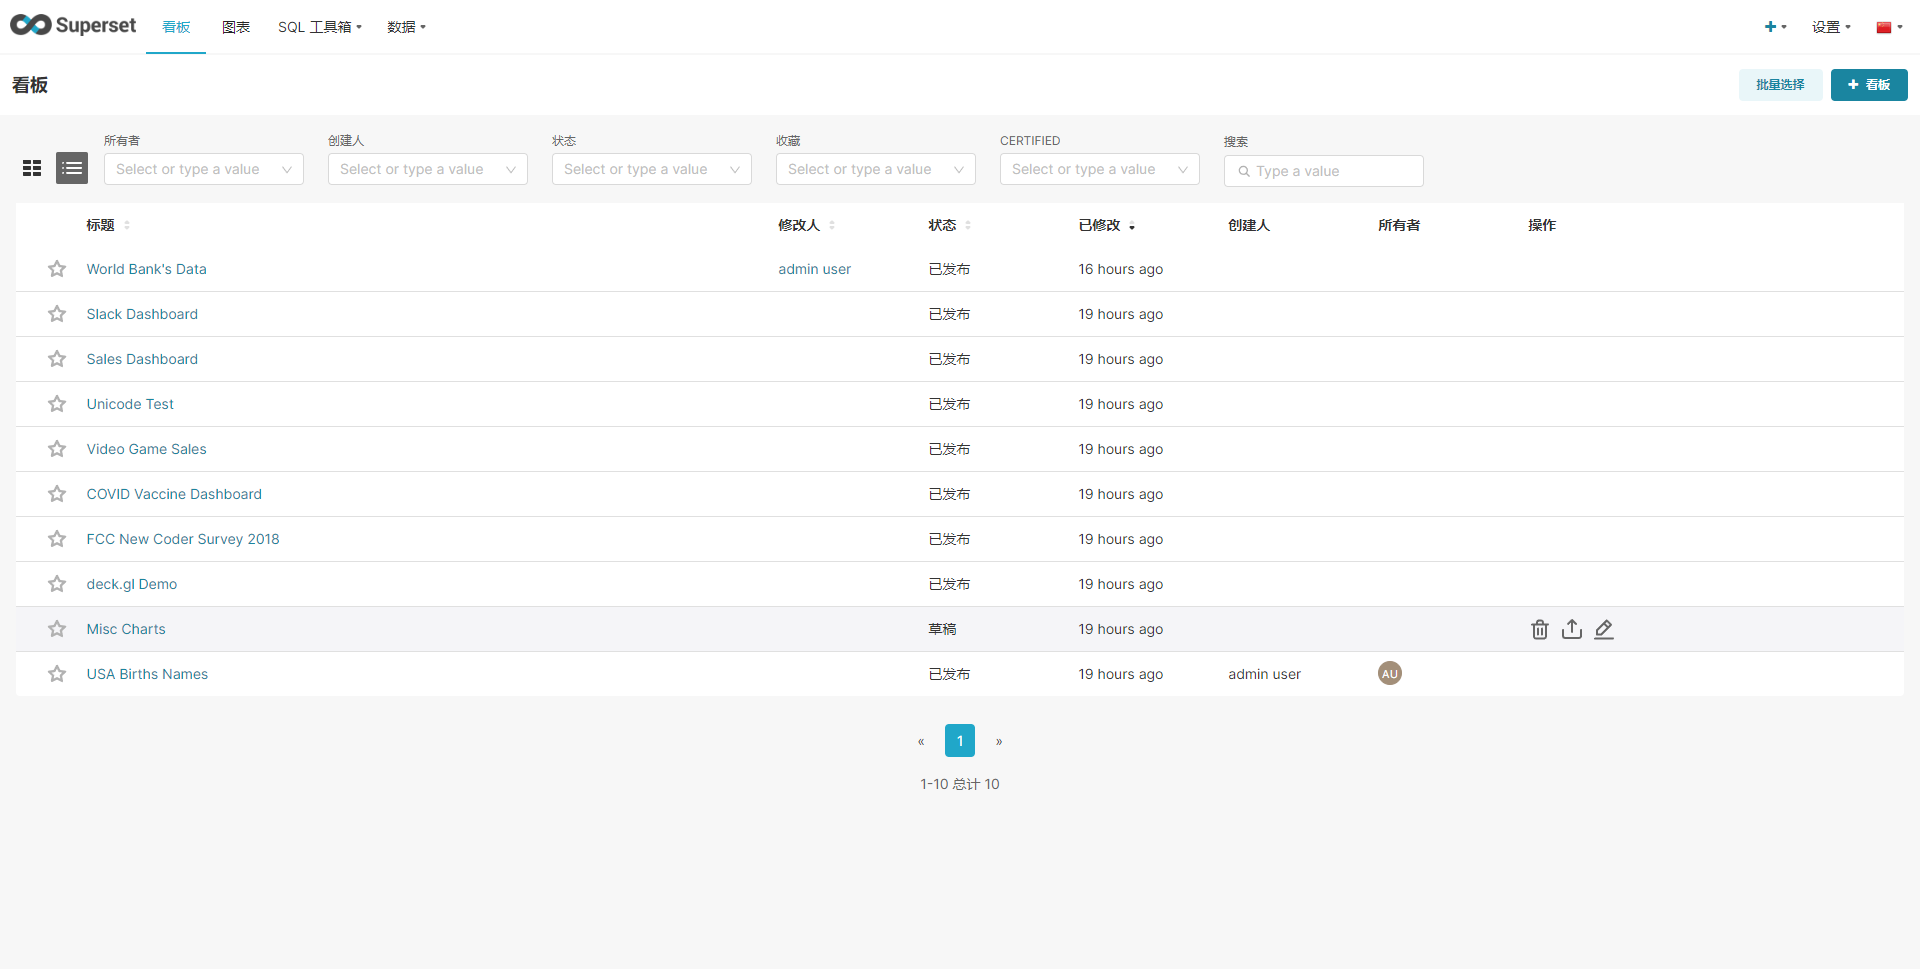 Superset 看板 图表 SQL 工具箱 数据 设置
看板 批量选择 + 看板
所有者 创建人 状态 收藏 CERTIFIED 搜索
Select or type a value Select or type a value Select or type a value Select or type a value Select or type a value Type a value
标题 修改人 状态 已修改 创建人 所有者 操作
World Bank's Data admin user 已发布 16 hours ago
Slack Dashboard 已发布 19 hours ago
Sales Dashboard 已发布 19 hours ago
Unicode Test 已发布 19 hours ago
Video Game Sales 已发布 19 hours ago
COVID Vaccine Dashboard 已发布 19 hours ago
FCC New Coder Survey 2018 已发布 19 hours ago
deck.gl Demo 已发布 19 hours ago
Misc Charts 草稿 19 hours ago
USA Births Names 已发布 19 hours ago admin user AU
« 1 »
1-10 总计 10